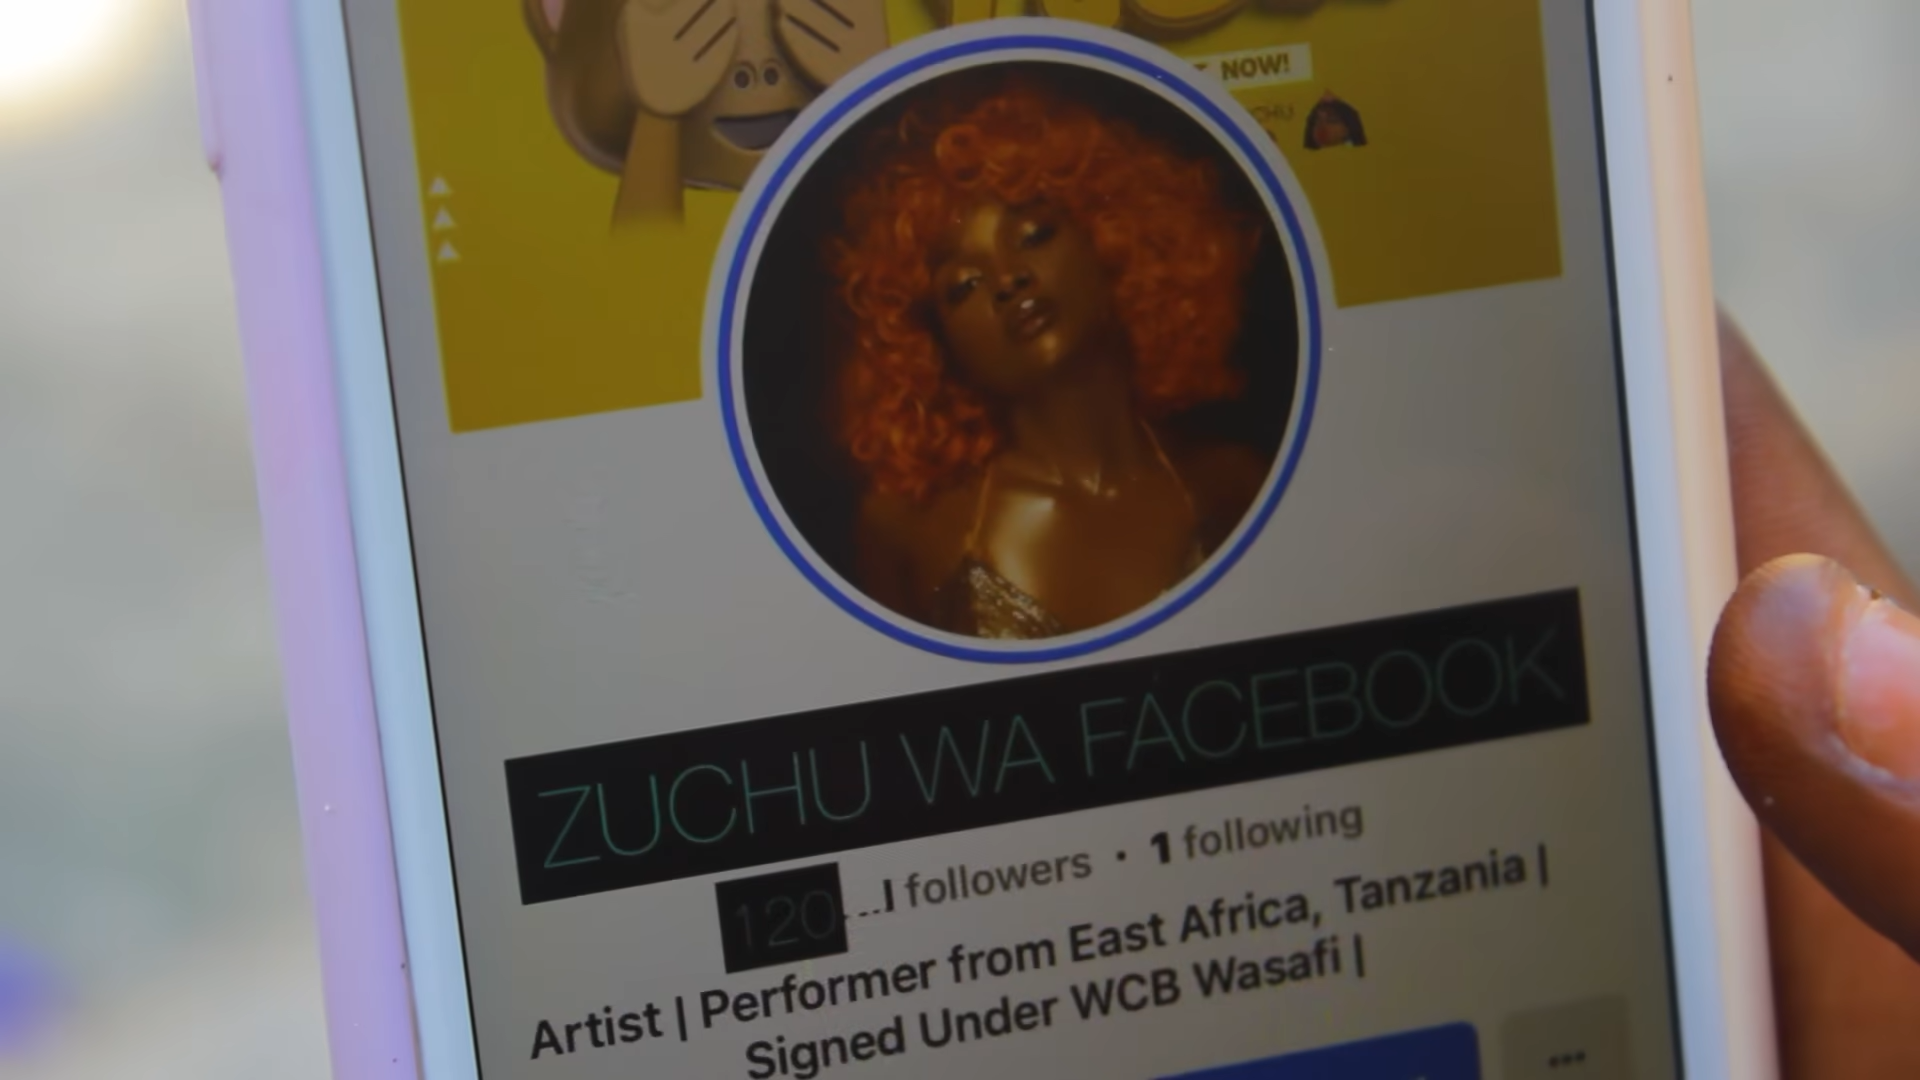 NOW!
ZUCHU WA FACEBOOK
120 followers · 1 following
Artist | Performer from East Africa, Tanzania |
Signed Under WCB Wasafi |